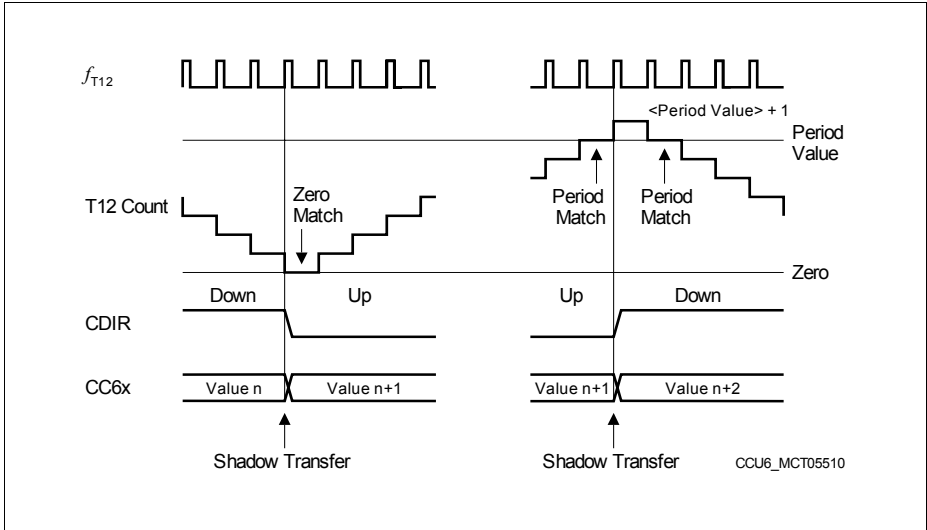 fT12
<Period Value> + 1
Period
Value
T12 Count
Zero
Match
Period
Match
Period
Match
Zero
Down
Up
Up
Down
CDIR
CC6x
Value n
Value n+1
Value n+1
Value n+2
Shadow Transfer
Shadow Transfer
CCU6_MCT05510